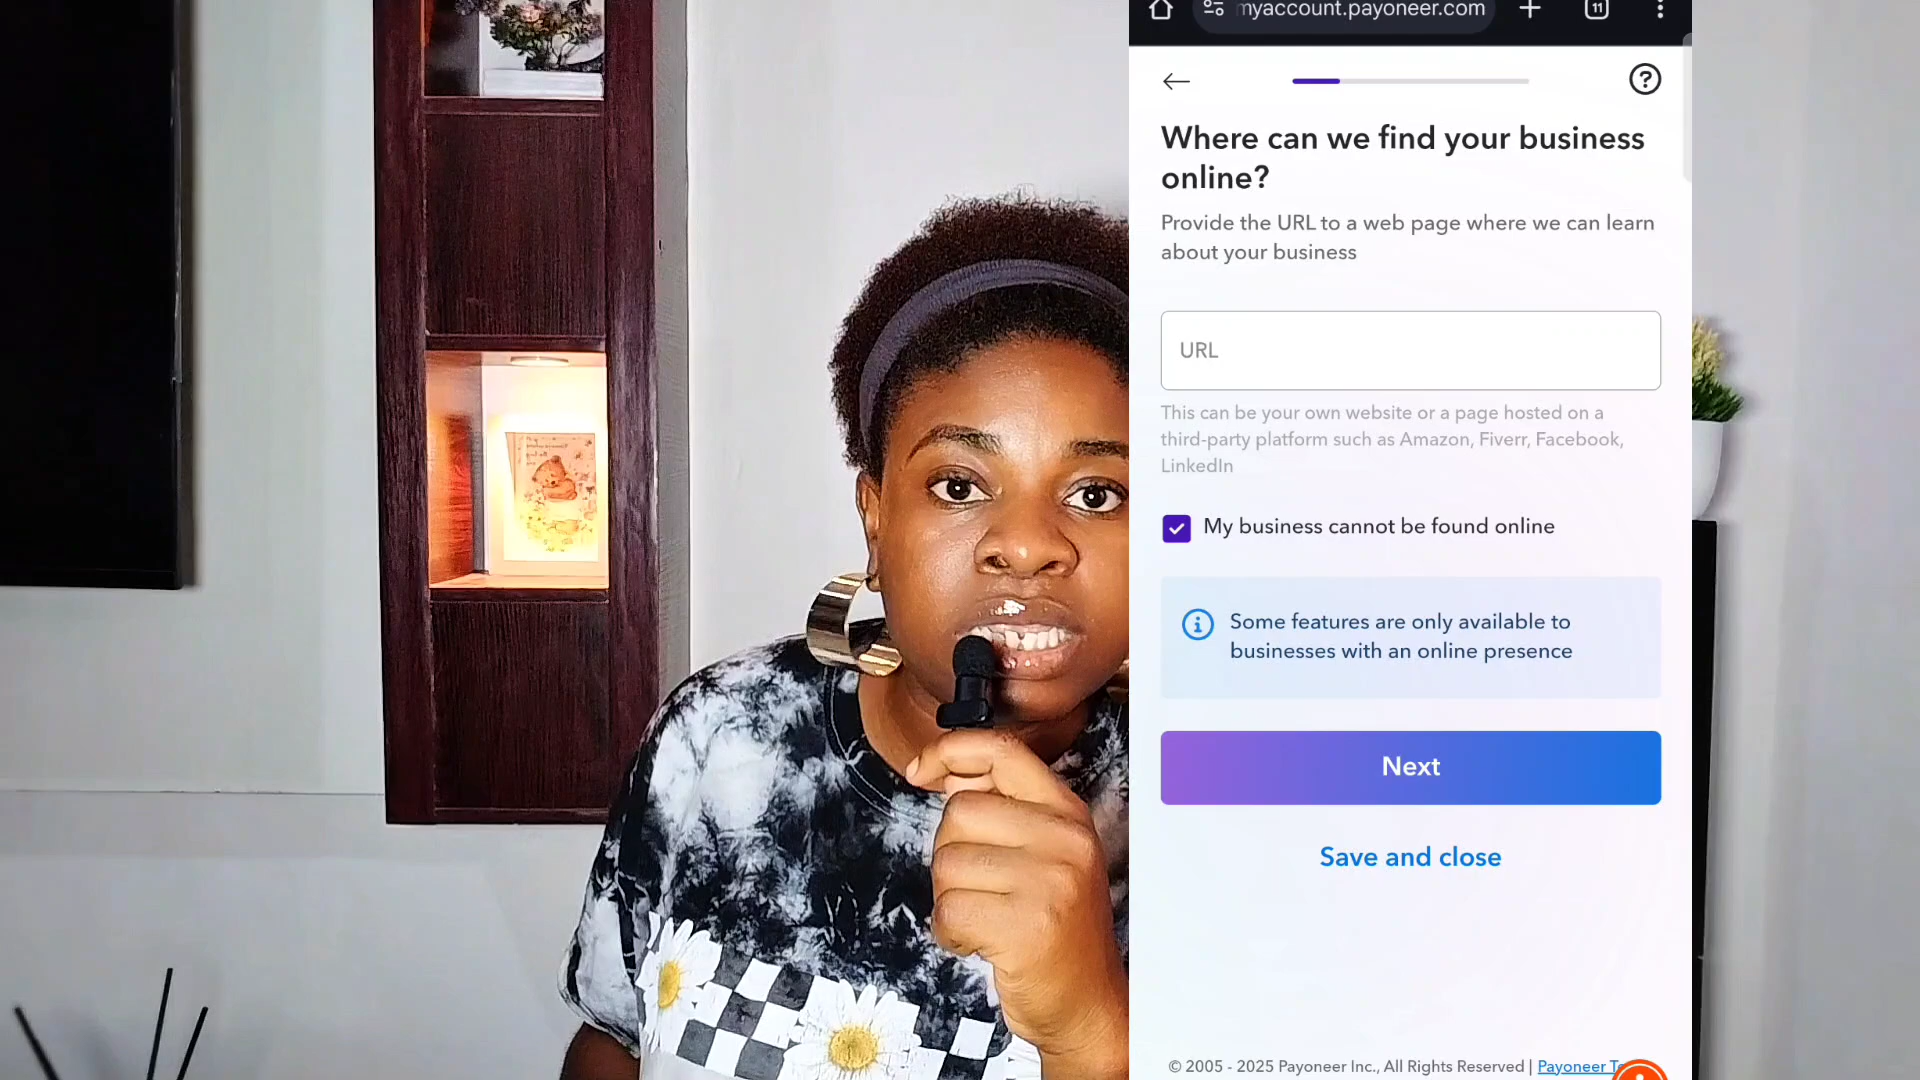 myaccount.payoneer.com
11
Where can we find your business
online?
Provide the URL to a web page where we can learn
about your business
URL
This can be your own website or a page hosted on a
third-party platform such as Amazon, Fiverr, Facebook,
LinkedIn
My business cannot be found online
Some features are only available to
businesses with an online presence
Next
Save and close
© 2005 - 2025 Payoneer Inc., All Rights Reserved | Payoneer